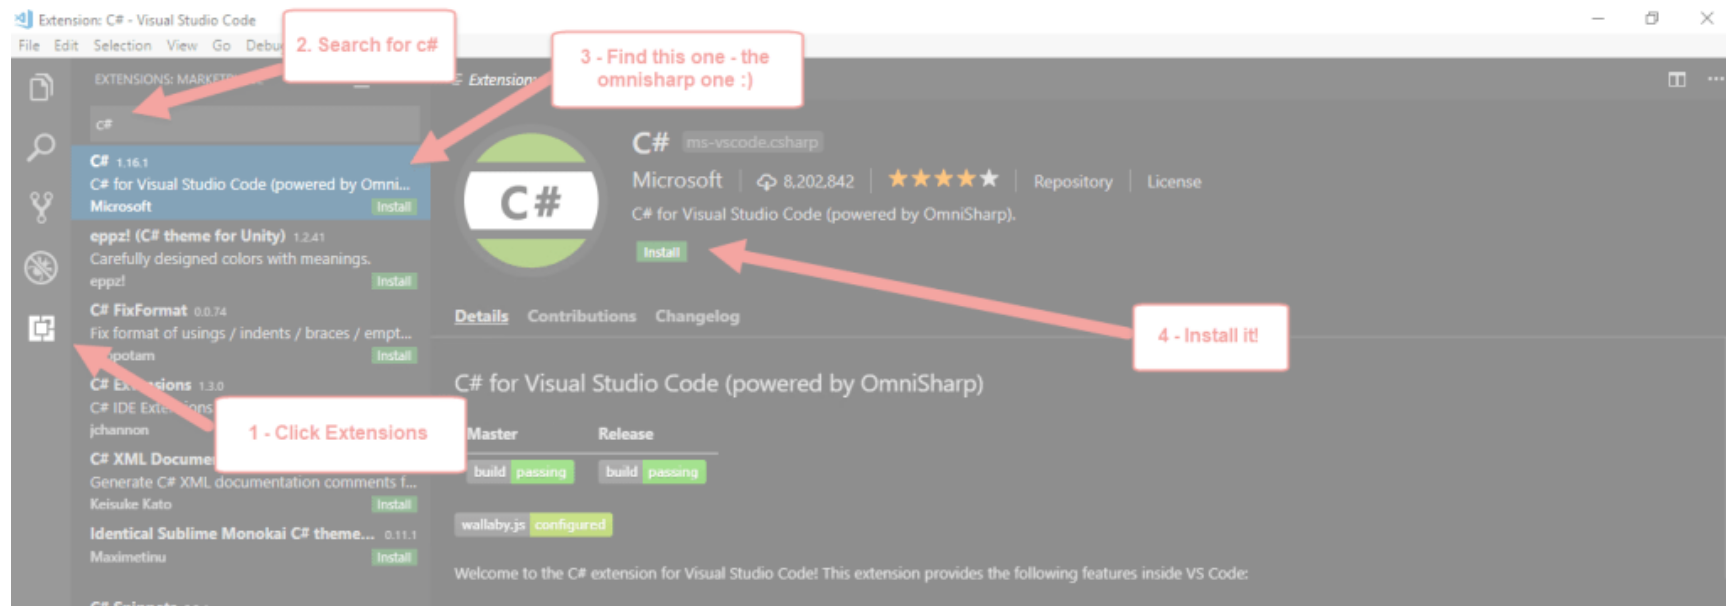 Extension: C# - Visual Studio Code
File Edit Selection View Go Debu
2. Search for c#
3 - Find this one - the
omnisharp one :)
EXTENSIONS:
Extension:
c#
C# 1.16.1
C# for Visual Studio Code (powered by Omni...
Microsoft Install
eppz! (C# theme for Unity) 1.2.41
Carefully designed colors with meanings.
eppz! Install
C# FixFormat 0.0.74
Fix format of usings / indents / braces / empt...
Install
C# 1.3.0
C# IDE
jchannon
C# XML Docume
Generate C# XML documentation comments f...
Keisuke Kato Install
Identical Sublime Monokai C# theme... 0.11.1
Maximetinu Install
1 - Click Extensions
C# ms-vscode.csharp
Microsoft 8,202,842 Repository License
C# for Visual Studio Code (powered by OmniSharp).
Install
C#
4 - Install it!
Details Contributions Changelog
C# for Visual Studio Code (powered by OmniSharp)
Master Release
build passing build passing
wallaby.js configured
Welcome to the C# extension for Visual Studio Code! This extension provides the following features inside VS Code: